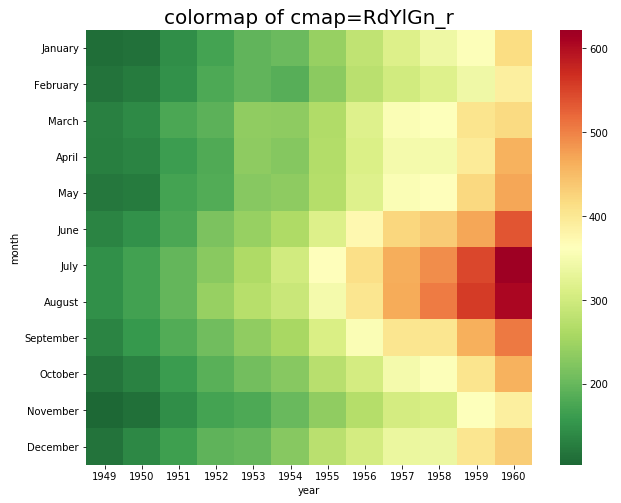 colormap of cmap=RdYlGn_r
month
January
February
March
April
May
June
July
August
September
October
November
December
1949 1950 1951 1952 1953 1954 1955 1956 1957 1958 1959 1960
year
600
500
400
300
200